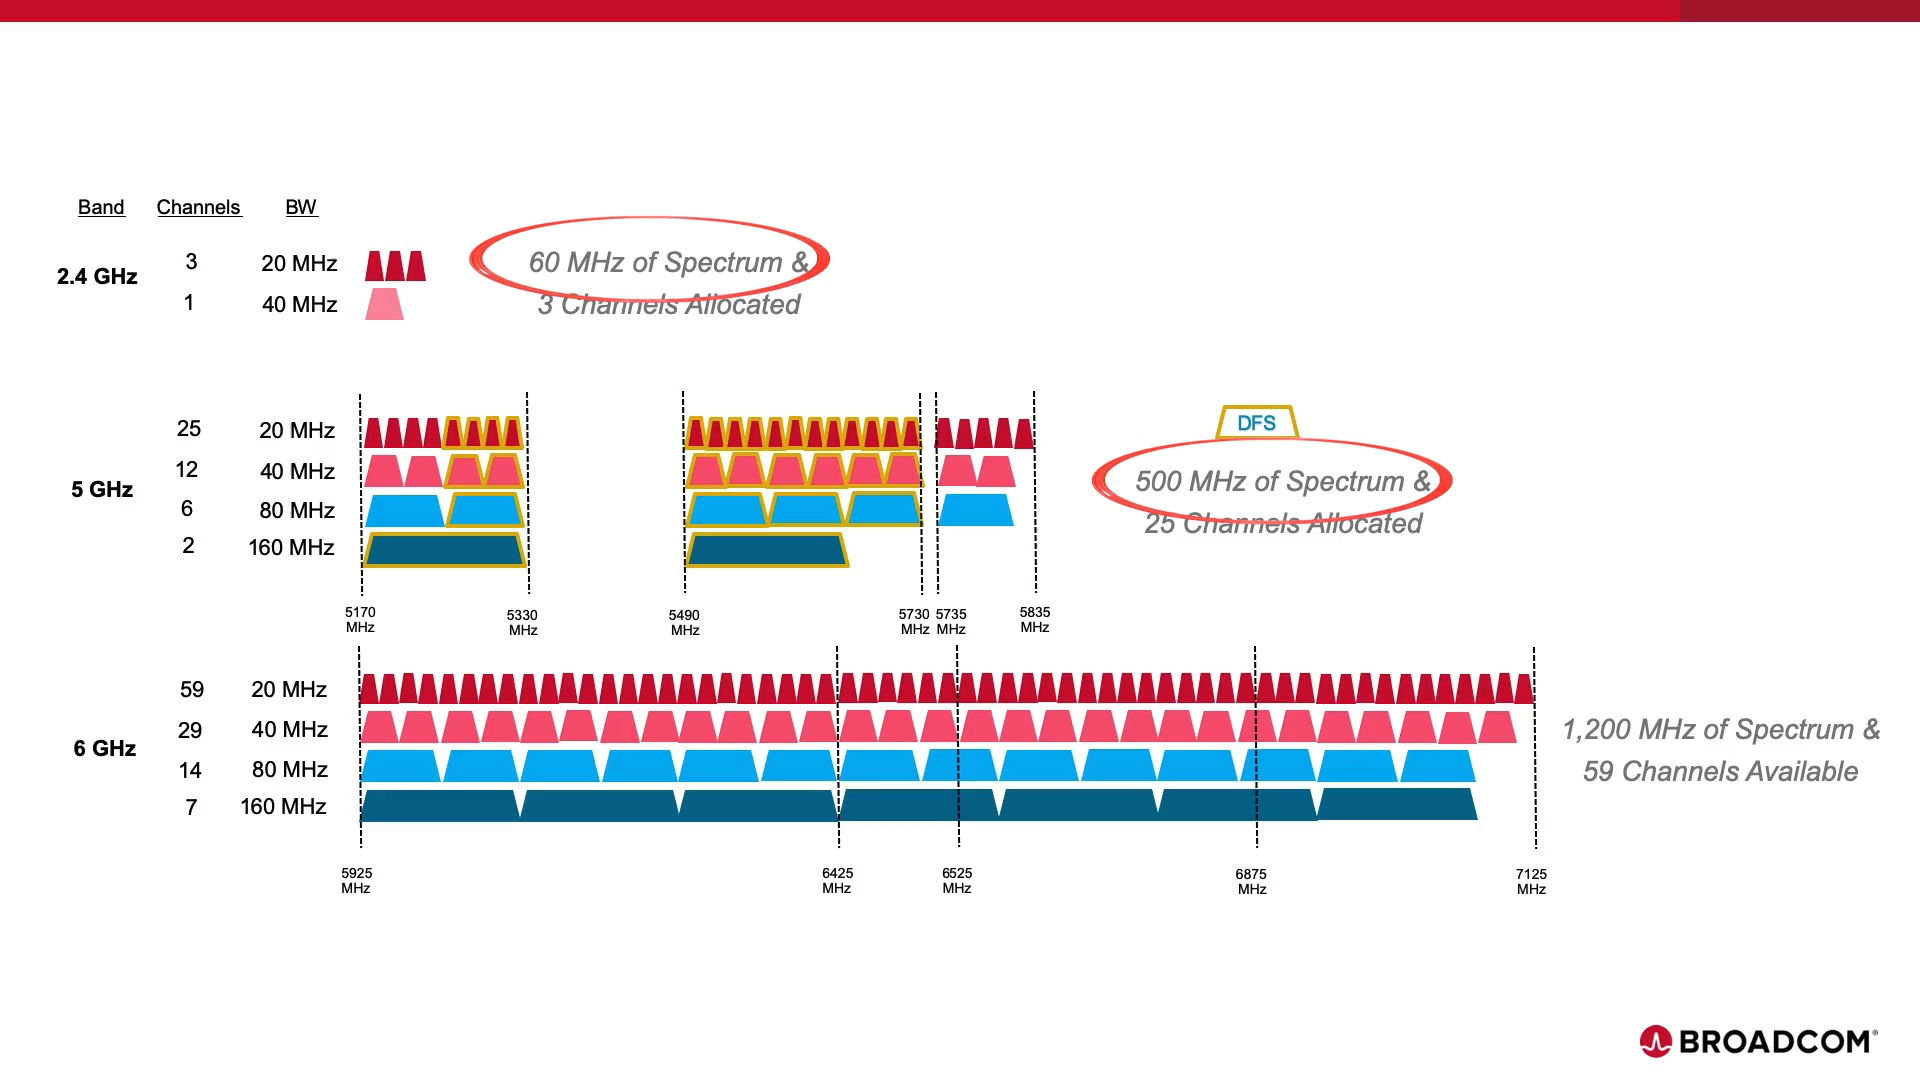 Band Channels BW
2.4 GHz
3 20 MHz
1 40 MHz
60 MHz of Spectrum &
3 Channels Allocated
5 GHz
25 20 MHz
12 40 MHz
6 80 MHz
2 160 MHz
DFS
500 MHz of Spectrum &
25 Channels Allocated
5170
MHz
5330
MHz
5490
MHz
5730
MHz
5735
MHz
5835
MHz
6 GHz
59 20 MHz
29 40 MHz
14 80 MHz
7 160 MHz
1,200 MHz of Spectrum &
59 Channels Available
5925
MHz
6425
MHz
6525
MHz
6875
MHz
7125
MHz
BROADCOM®